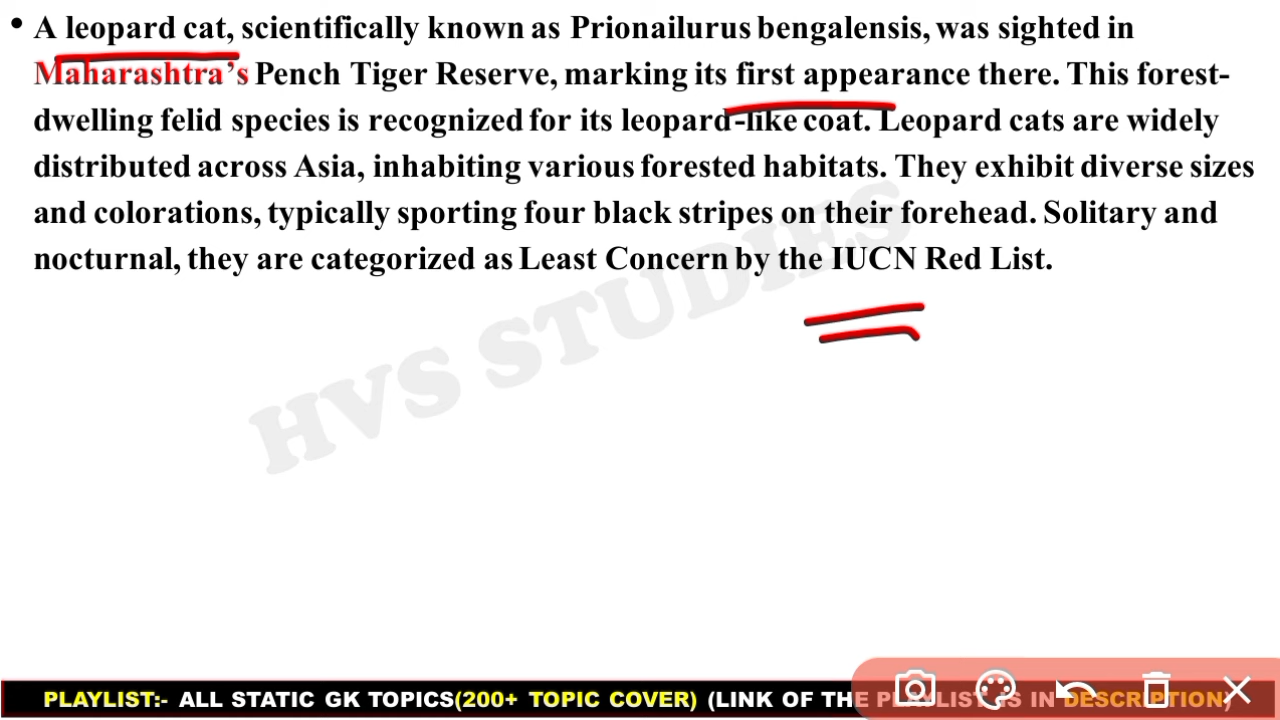 • A leopard cat, scientifically known as Prionailurus bengalensis, was sighted in
Maharashtra’s Pench Tiger Reserve, marking its first appearance there. This forest-
dwelling felid species is recognized for its leopard-like coat. Leopard cats are widely
distributed across Asia, inhabiting various forested habitats. They exhibit diverse sizes
and colorations, typically sporting four black stripes on their forehead. Solitary and
nocturnal, they are categorized as Least Concern by the IUCN Red List.
HVS STUDIES
PLAYLIST:- ALL STATIC GK TOPICS(200+ TOPIC COVER) (LINK OF THE PLAYLIST IS IN DESCRIPTION)